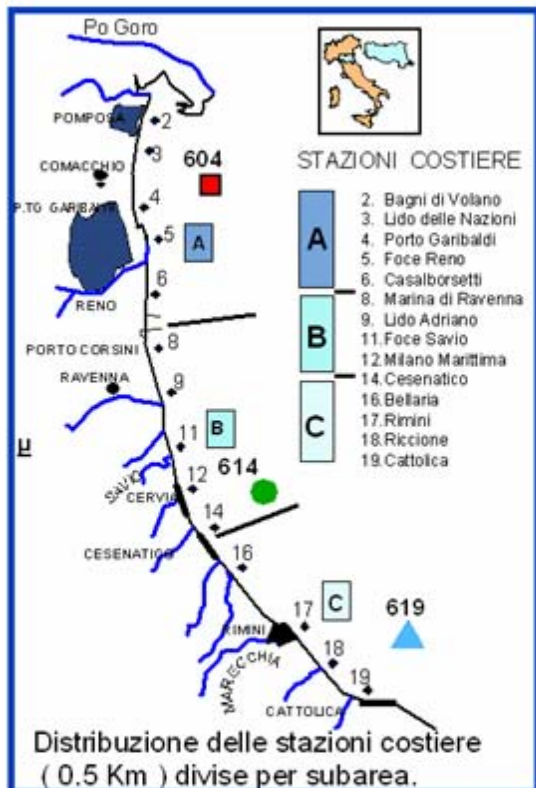 Po Goro
POMPOSA
2
3
COMACCHIO
604
4
5
A
6
RENO
PORTO CORSINI
8
RAVENNA
9
11
B
SAVIO
12
614
CERVIA
14
CESENATICO
16
17
C
619
RIMINI
MARECCHIA
18
19
CATTOLICA
STAZIONI COSTIERE
A
B
C
2. Bagni di Volano
3. Lido delle Nazioni
4. Porto Garibaldi
5. Foce Reno
6. Casalborsetti
8. Marina di Ravenna
9. Lido Adriano
11. Foce Savio
12. Milano Marittima
14. Cesenatico
16. Bellaria
17. Rimini
18. Riccione
19. Cattolica
Distribuzione delle stazioni costiere
( 0.5 Km ) divise per subarea.